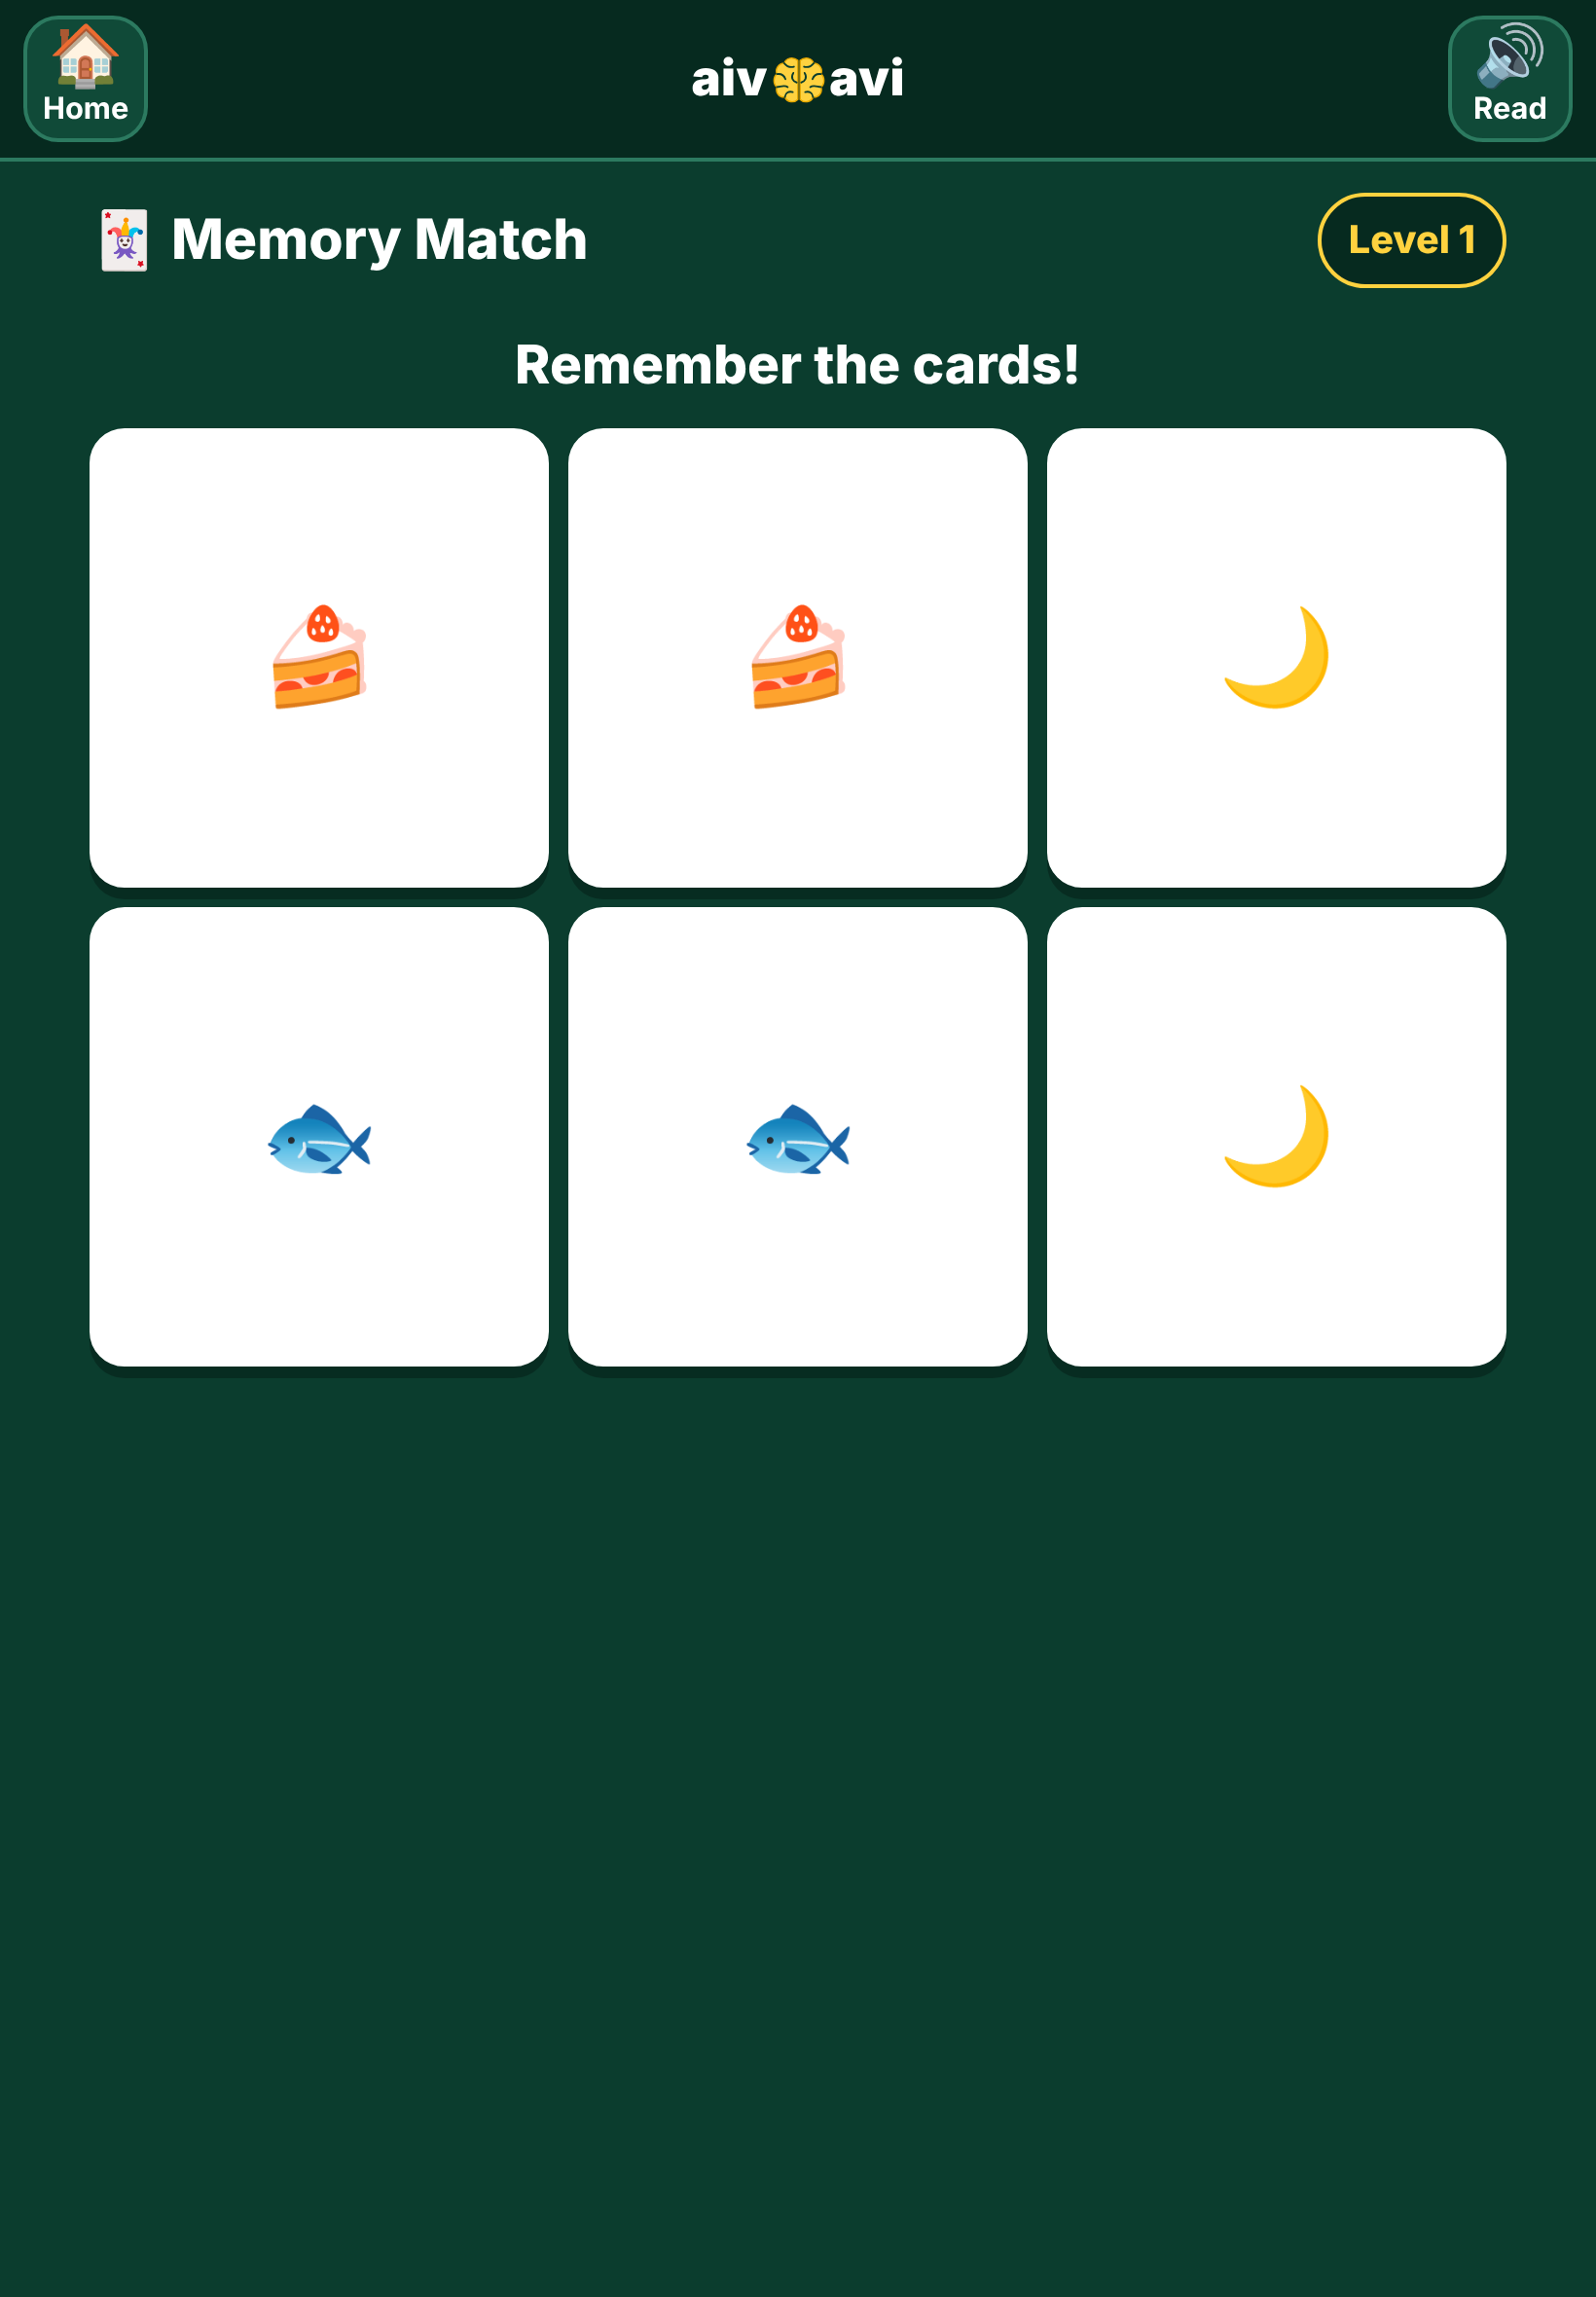 Home
aiv🧠avi
Read
Memory Match
Level 1
Remember the cards!